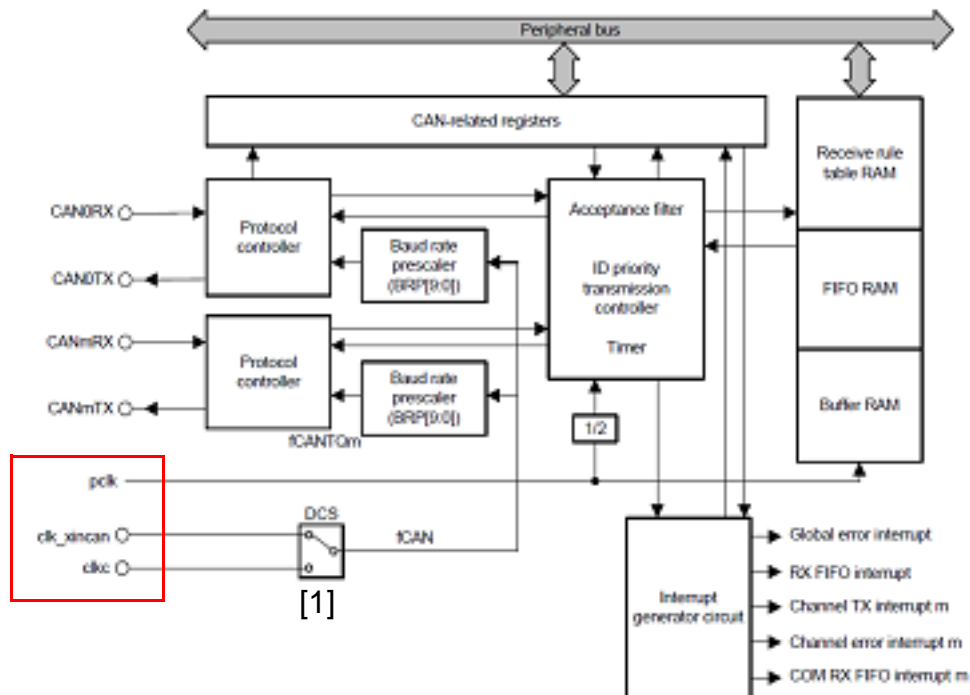 Peripheral bus
CAN-related registers
Receive rule
table RAM
FIFO RAM
Buffer RAM
CAN0RX
CAN0TX
Protocol
controller
Baud rate
prescaler
(BRP[9:0])
Acceptance filter
ID priority
transmission
controller
Timer
CANmRX
CANmTX
Protocol
controller
Baud rate
prescaler
(BRP[9:0])
fCANTQm
1/2
pclk
clk_xincan
clkc
DCS
fCAN
[1]
Interrupt
generator circuit
Global error interrupt
RX FIFO interrupt
Channel TX interrupt m
Channel error interrupt m
COM RX FIFO interrupt m